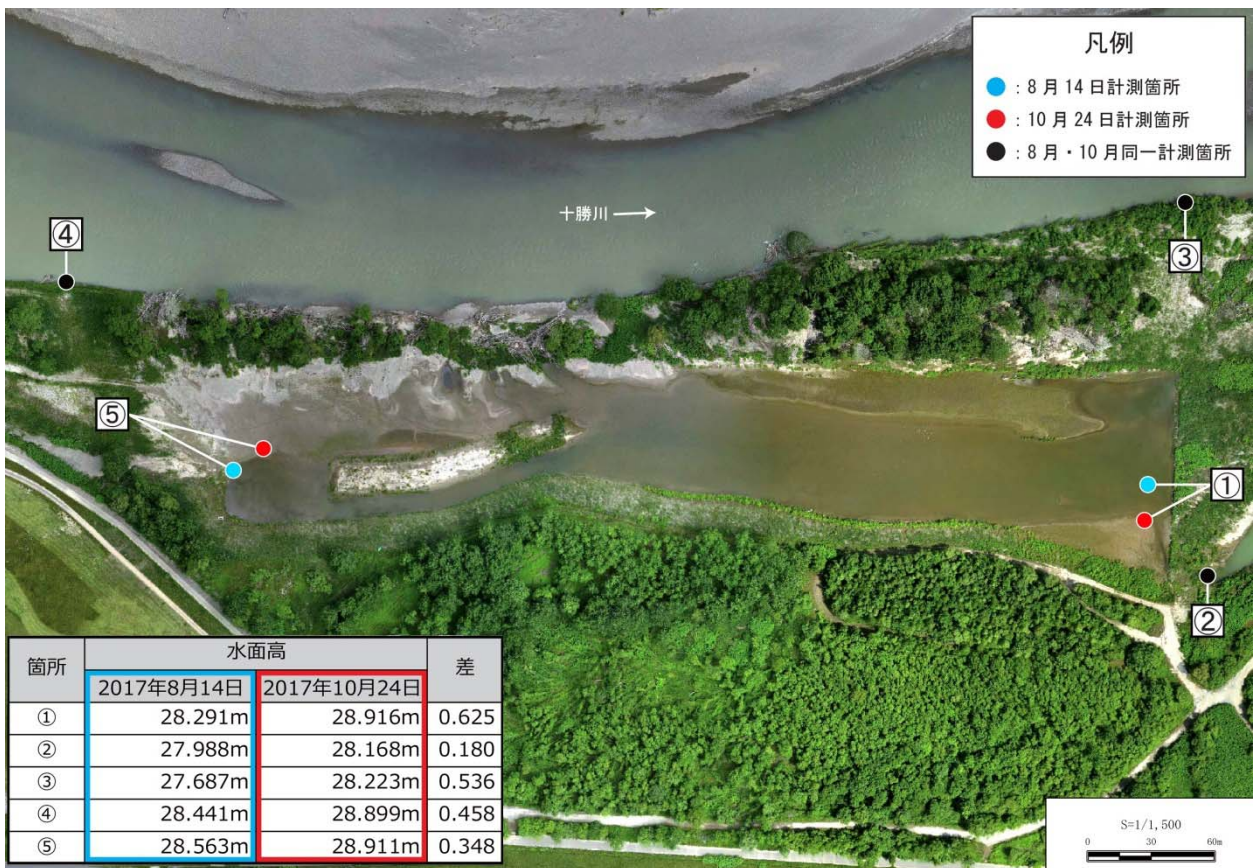 凡例
：8月14日計測箇所
：10月24日計測箇所
：8月・10月同一計測箇所
十勝川
④
③
⑤
①
②
箇所 水面高 差
2017年8月14日 2017年10月24日
① 28.291m 28.916m 0.625
② 27.988m 28.168m 0.180
③ 27.687m 28.223m 0.536
④ 28.441m 28.899m 0.458
⑤ 28.563m 28.911m 0.348
S=1/1,500
0 30 60m